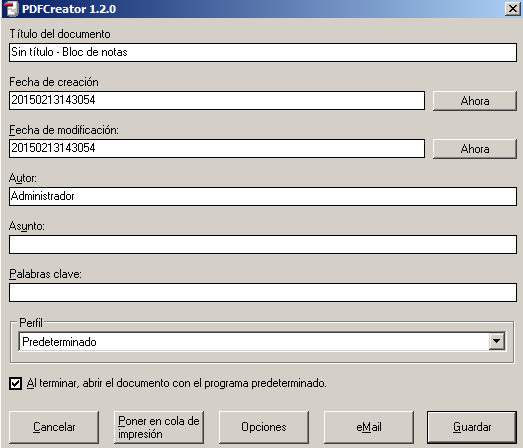 PDFCreator 1.2.0
Título del documento
Sin título - Bloc de notas
Fecha de creación
20150213143054
Ahora
Fecha de modificación:
20150213143054
Ahora
Autor:
Administrador
Asunto:
Palabras clave:
Perfil
Predeterminado
Al terminar, abrir el documento con el programa predeterminado.
Cancelar
Poner en cola de
impresión
Opciones
eMail
Guardar